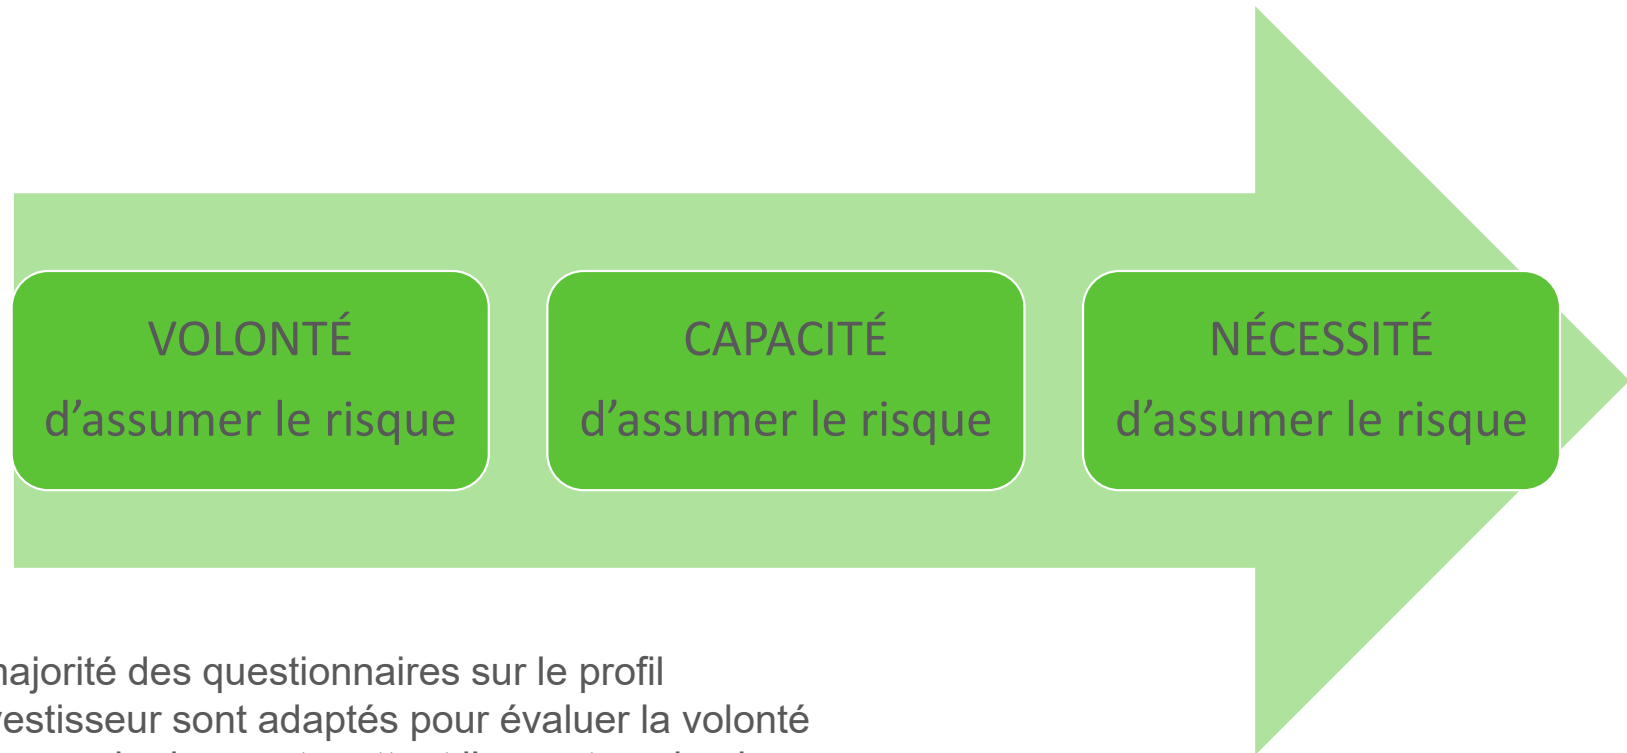 VOLONTÉ
d’assumer le risque
CAPACITÉ
d’assumer le risque
NÉCESSITÉ
d’assumer le risque
majorité des questionnaires sur le profil
vestisseur sont adaptés pour évaluer la volonté